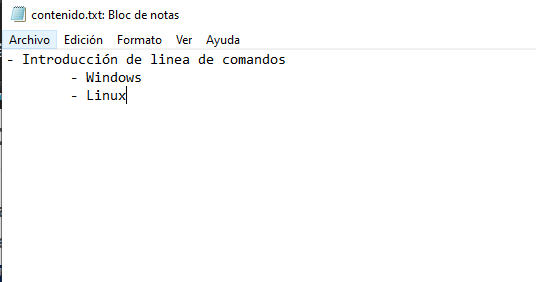 contenido.txt: Bloc de notas
Archivo Edición Formato Ver Ayuda
- Introducción de linea de comandos
- Windows
- Linux